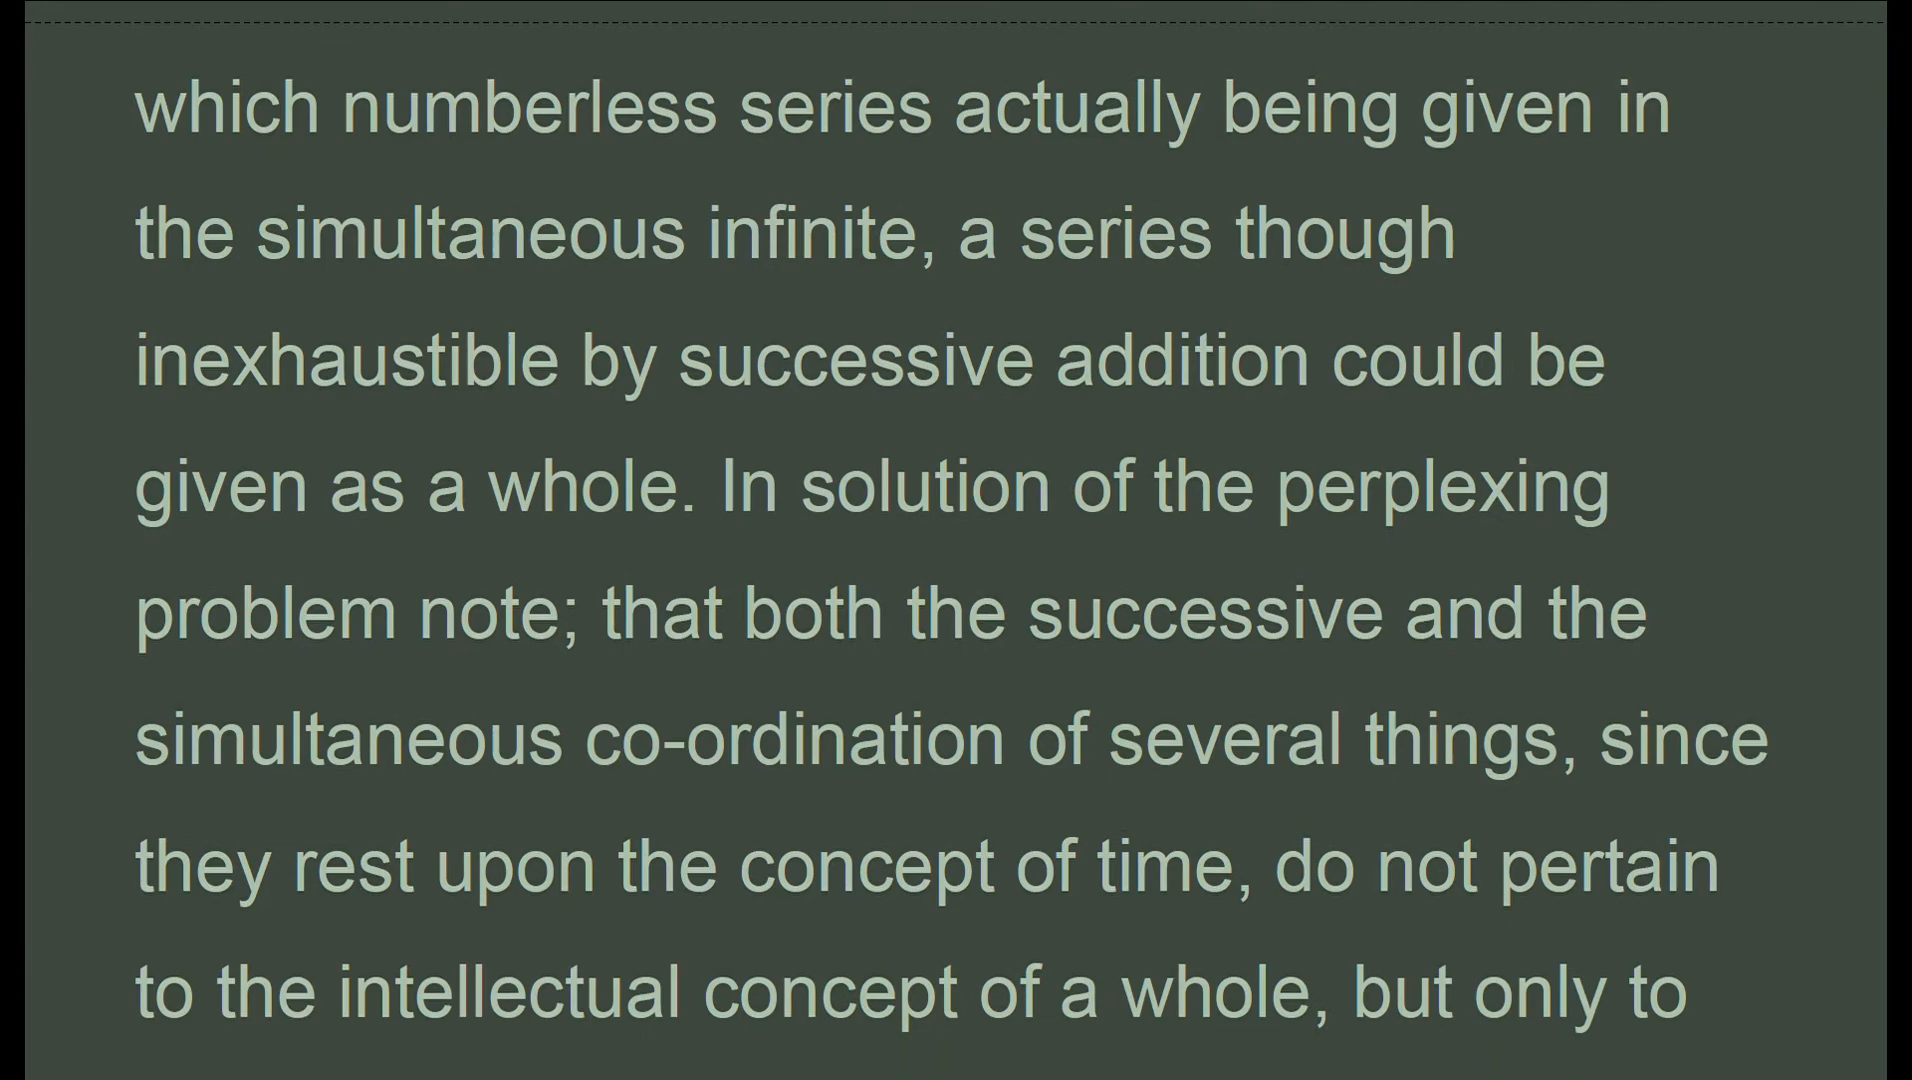 which numberless series actually being given in
the simultaneous infinite, a series though
inexhaustible by successive addition could be
given as a whole. In solution of the perplexing
problem note; that both the successive and the
simultaneous co-ordination of several things, since
they rest upon the concept of time, do not pertain
to the intellectual concept of a whole, but only to